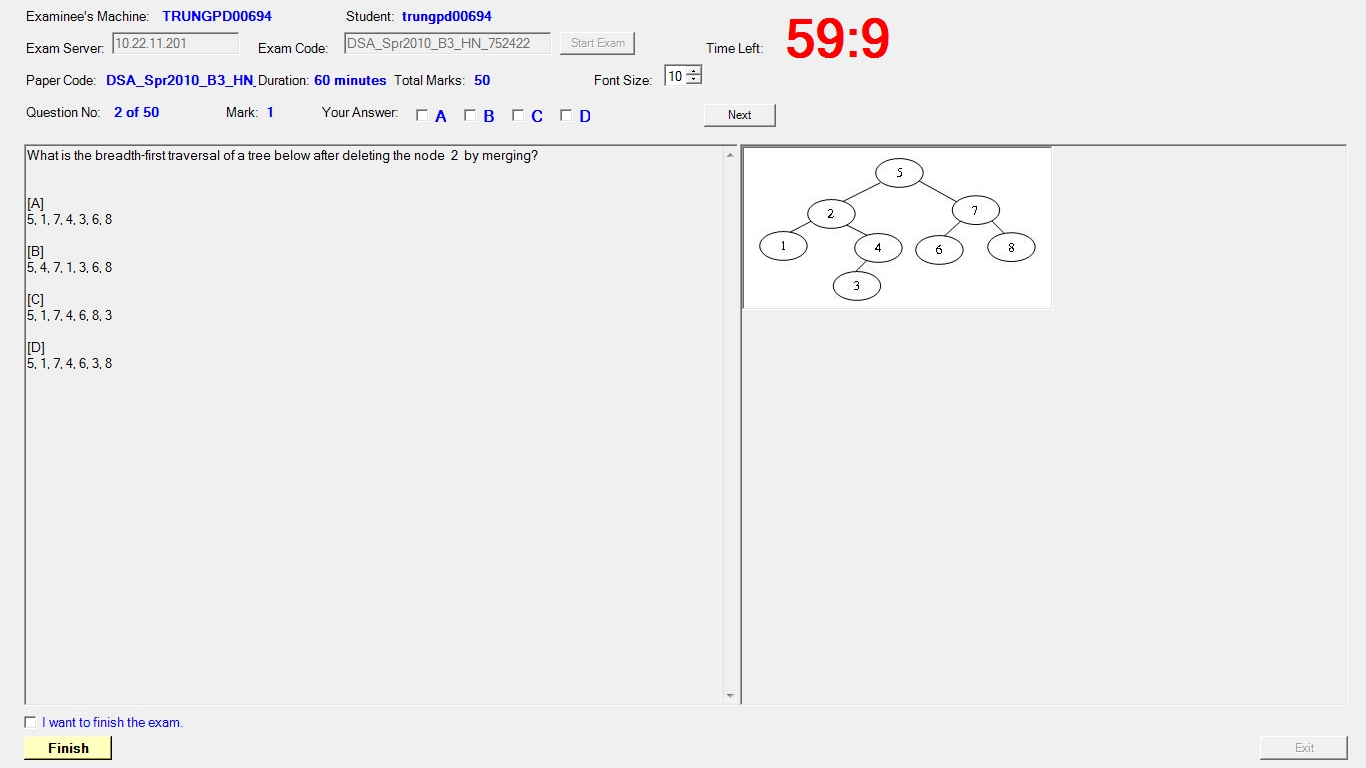 Examinee's Machine: TRUNGPD00694 Student: trungpd00694
Exam Server: 10.22.11.201 Exam Code: DSA_Spr2010_B3_HN_752422 Start Exam Time Left: 59:9
Paper Code: DSA_Spr2010_B3_HN_ Duration: 60 minutes Total Marks: 50 Font Size: 10
Question No: 2 of 50 Mark: 1 Your Answer: A B C D Next
What is the breadth-first traversal of a tree below after deleting the node 2 by merging?
[A]
5, 1, 7, 4, 3, 6, 8
[B]
5, 4, 7, 1, 3, 6, 8
[C]
5, 1, 7, 4, 6, 8, 3
[D]
5, 1, 7, 4, 6, 3, 8
5
2 7
1 4 6 8
3
I want to finish the exam.
Finish Exit